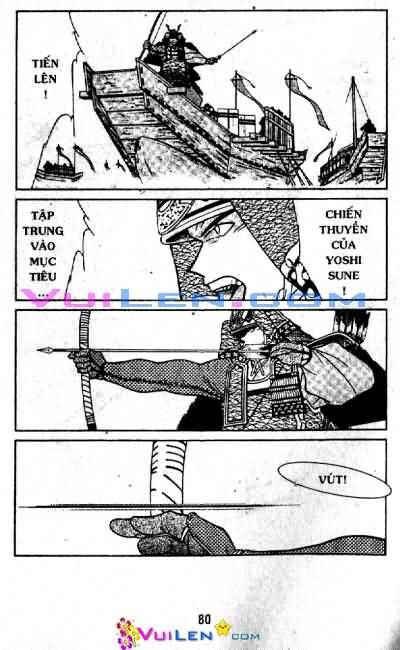 TIẾN
LÊN
!
CHIẾN
THUYỀN
CỦA
YOSHI
SUNE
!
TẬP
TRUNG
VÀO
MỤC
TIÊU
...
VUILEN.COM
VÚT!
80
VUILEN.COM